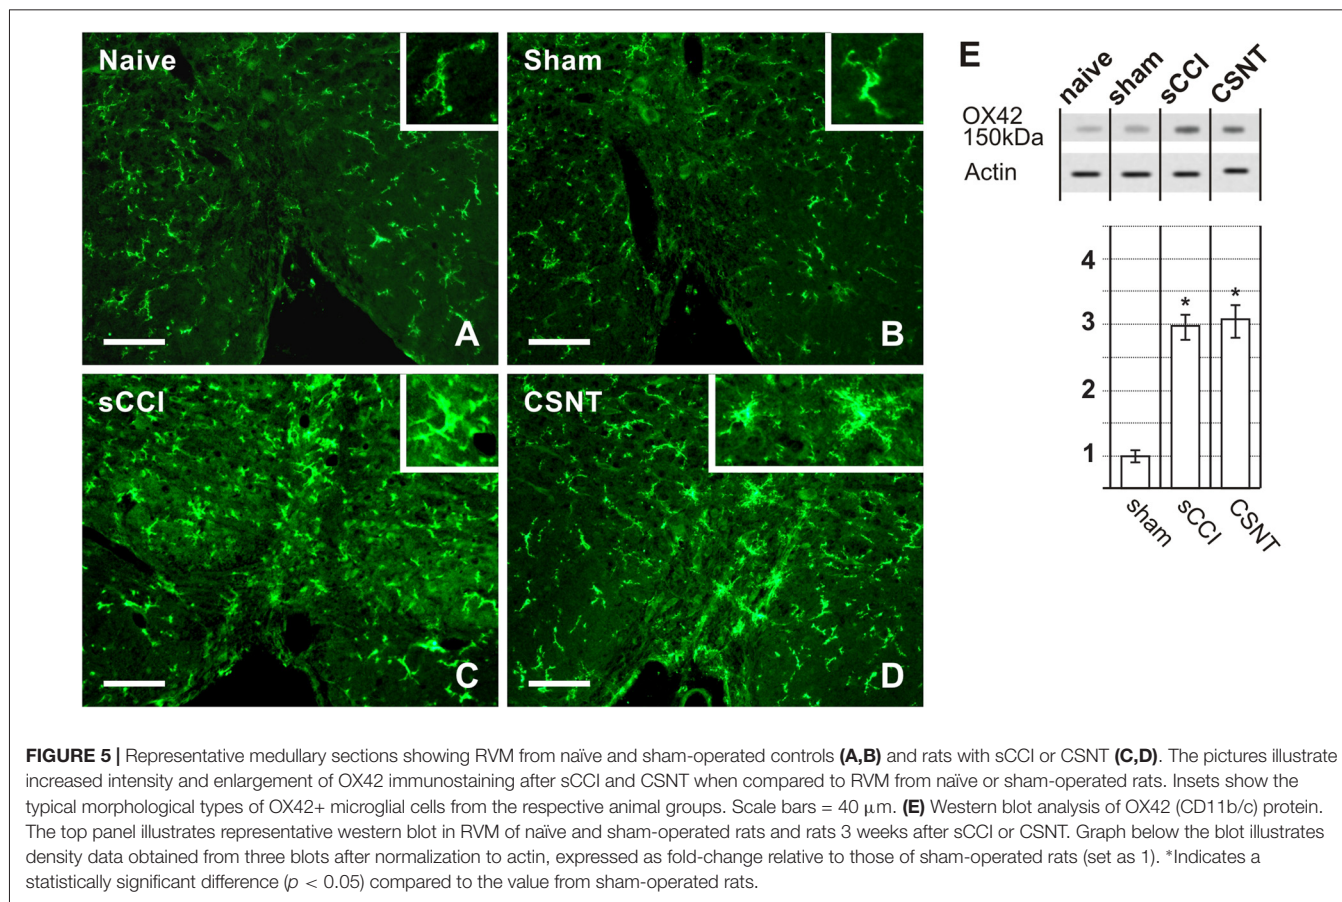 Naive
A
Sham
B
sCCI
C
CSNT
D
E
naive sham sCCI CSNT
OX42
150kDa
Actin
4
3
2
1
* *
sham sCCI CSNT
FIGURE 5 | Representative medullary sections showing RVM from naïve and sham-operated controls (A,B) and rats with sCCI or CSNT (C,D). The pictures illustrate
increased intensity and enlargement of OX42 immunostaining after sCCI and CSNT when compared to RVM from naïve or sham-operated rats. Insets show the
typical morphological types of OX42+ microglial cells from the respective animal groups. Scale bars = 40 μm. (E) Western blot analysis of OX42 (CD11b/c) protein.
The top panel illustrates representative western blot in RVM of naïve and sham-operated rats and rats 3 weeks after sCCI or CSNT. Graph below the blot illustrates
density data obtained from three blots after normalization to actin, expressed as fold-change relative to those of sham-operated rats (set as 1). *Indicates a
statistically significant difference (p < 0.05) compared to the value from sham-operated rats.